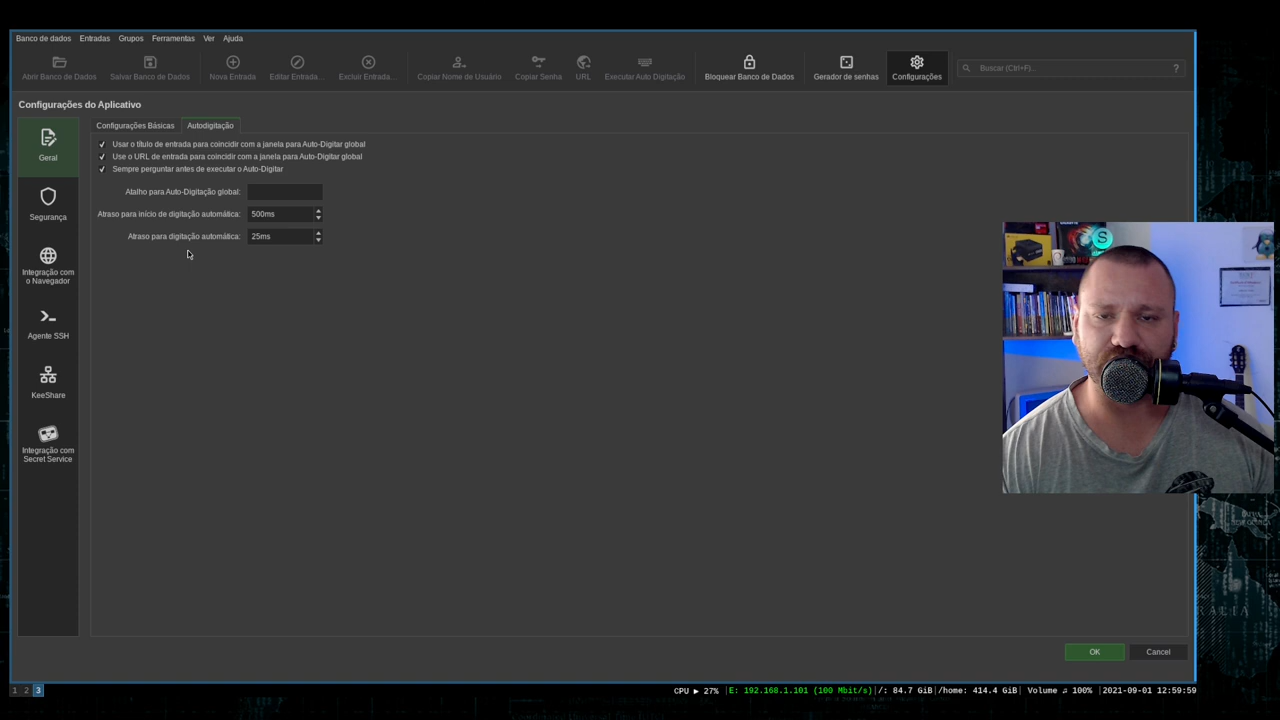 Banco de dados Entradas Grupos Ferramentas Ver Ajuda
Abrir Banco de Dados Salvar Banco de Dados Nova Entrada Editar Entrada... Excluir Entrada... Copiar Nome de Usuário Copiar Senha URL Executar Auto Digitação Bloquear Banco de Dados Gerador de senhas Configurações Buscar (Ctrl+F)... ?
Configurações do Aplicativo
Configurações Básicas Autodigitação
Geral
Segurança
Integração com
o Navegador
Agente SSH
KeeShare
Integração com
Secret Service
Usar o título de entrada para coincidir com a janela para Auto-Digitar global
Use o URL de entrada para coincidir com a janela para Auto-Digitar global
Sempre perguntar antes de executar o Auto-Digitar
Atalho para Auto-Digitação global:
Atraso para início de digitação automática: 500ms
Atraso para digitação automática: 25ms
S
RALIA
OK Cancel
1 2 3 CPU ▶ 27% |E: 192.168.1.101 (100 Mbit/s)|/: 84.7 GiB|/home: 414.4 GiB| Volume ♫ 100% |2021-09-01 12:59:59